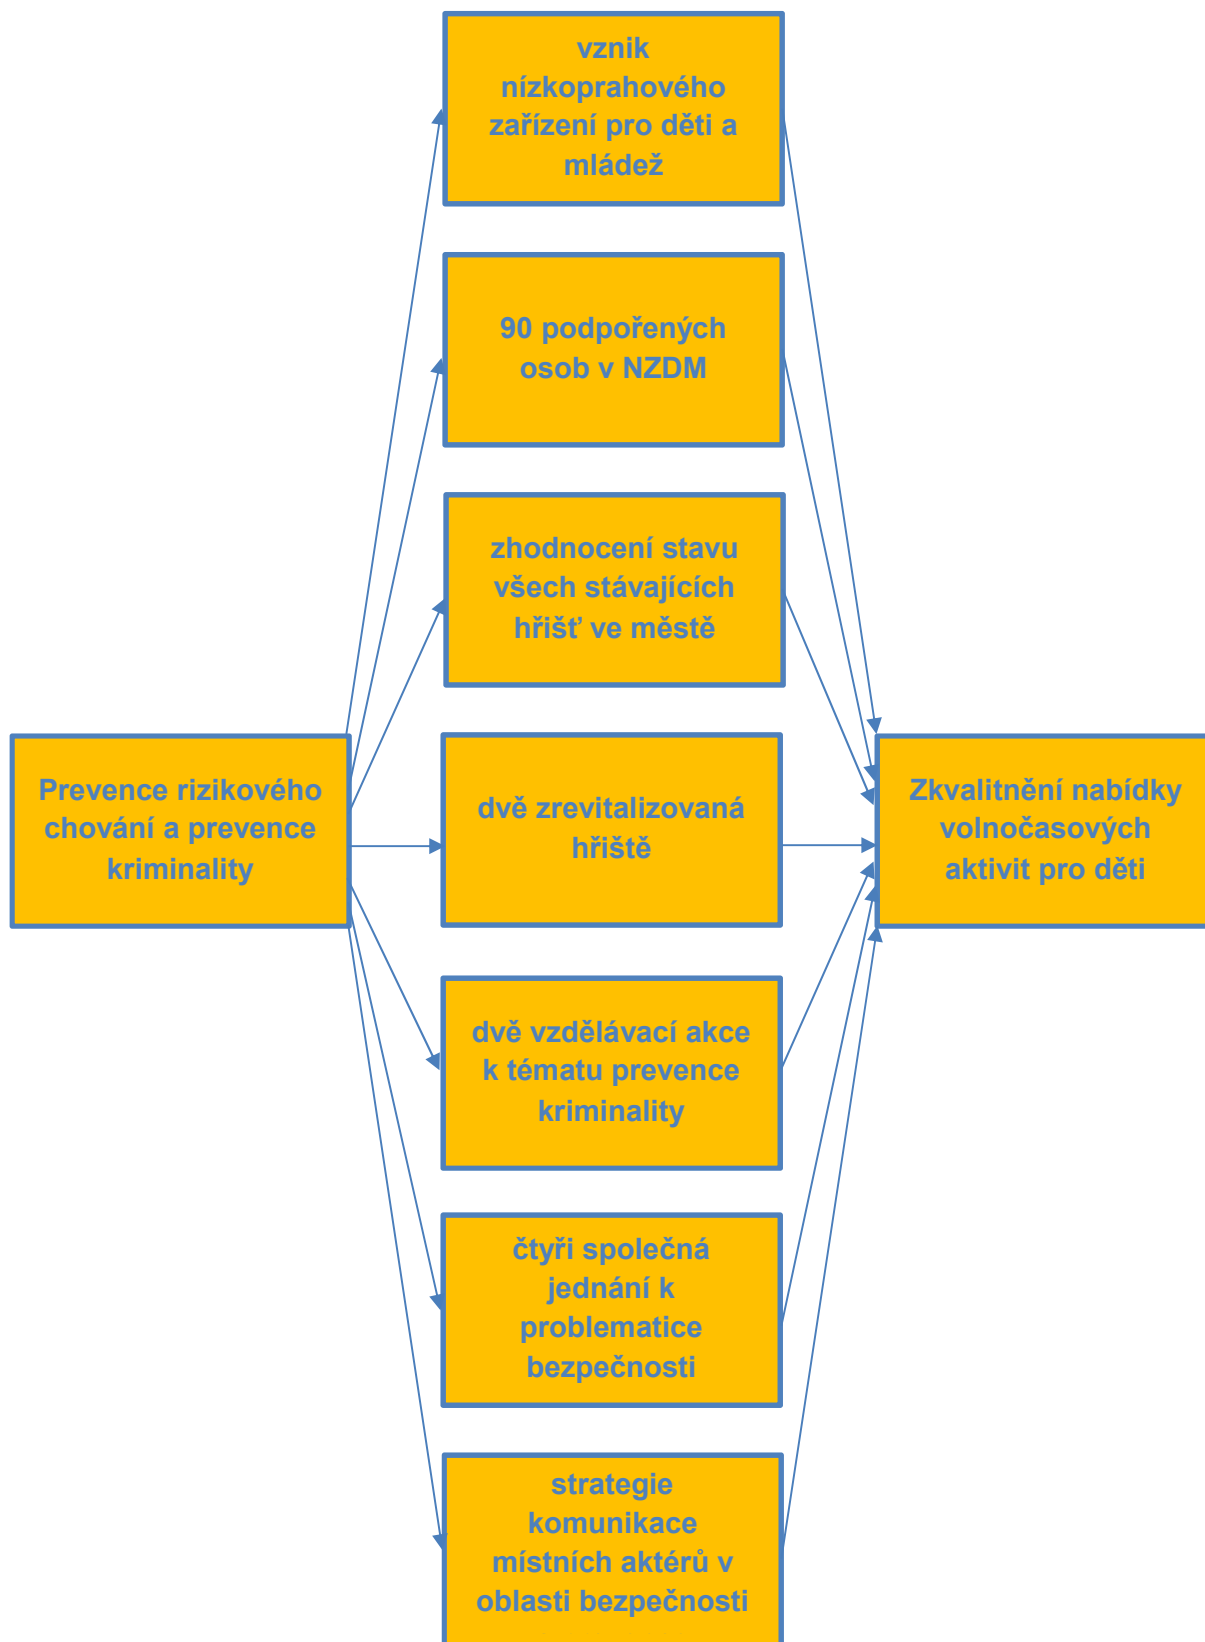 vznik
nízkoprahového
zařízení pro děti a
mládež
90 podpořených
osob v NZDM
zhodnocení stavu
všech stávajících
hřišť ve městě
Prevence rizikového
chování a prevence
kriminality
dvě zrevitalizovaná
hřiště
Zkvalitnění nabídky
volnočasových
aktivit pro děti
dvě vzdělávací akce
k tématu prevence
kriminality
čtyři společná
jednání k
problematice
bezpečnosti
strategie
komunikace
místních aktérů v
oblasti bezpečnosti